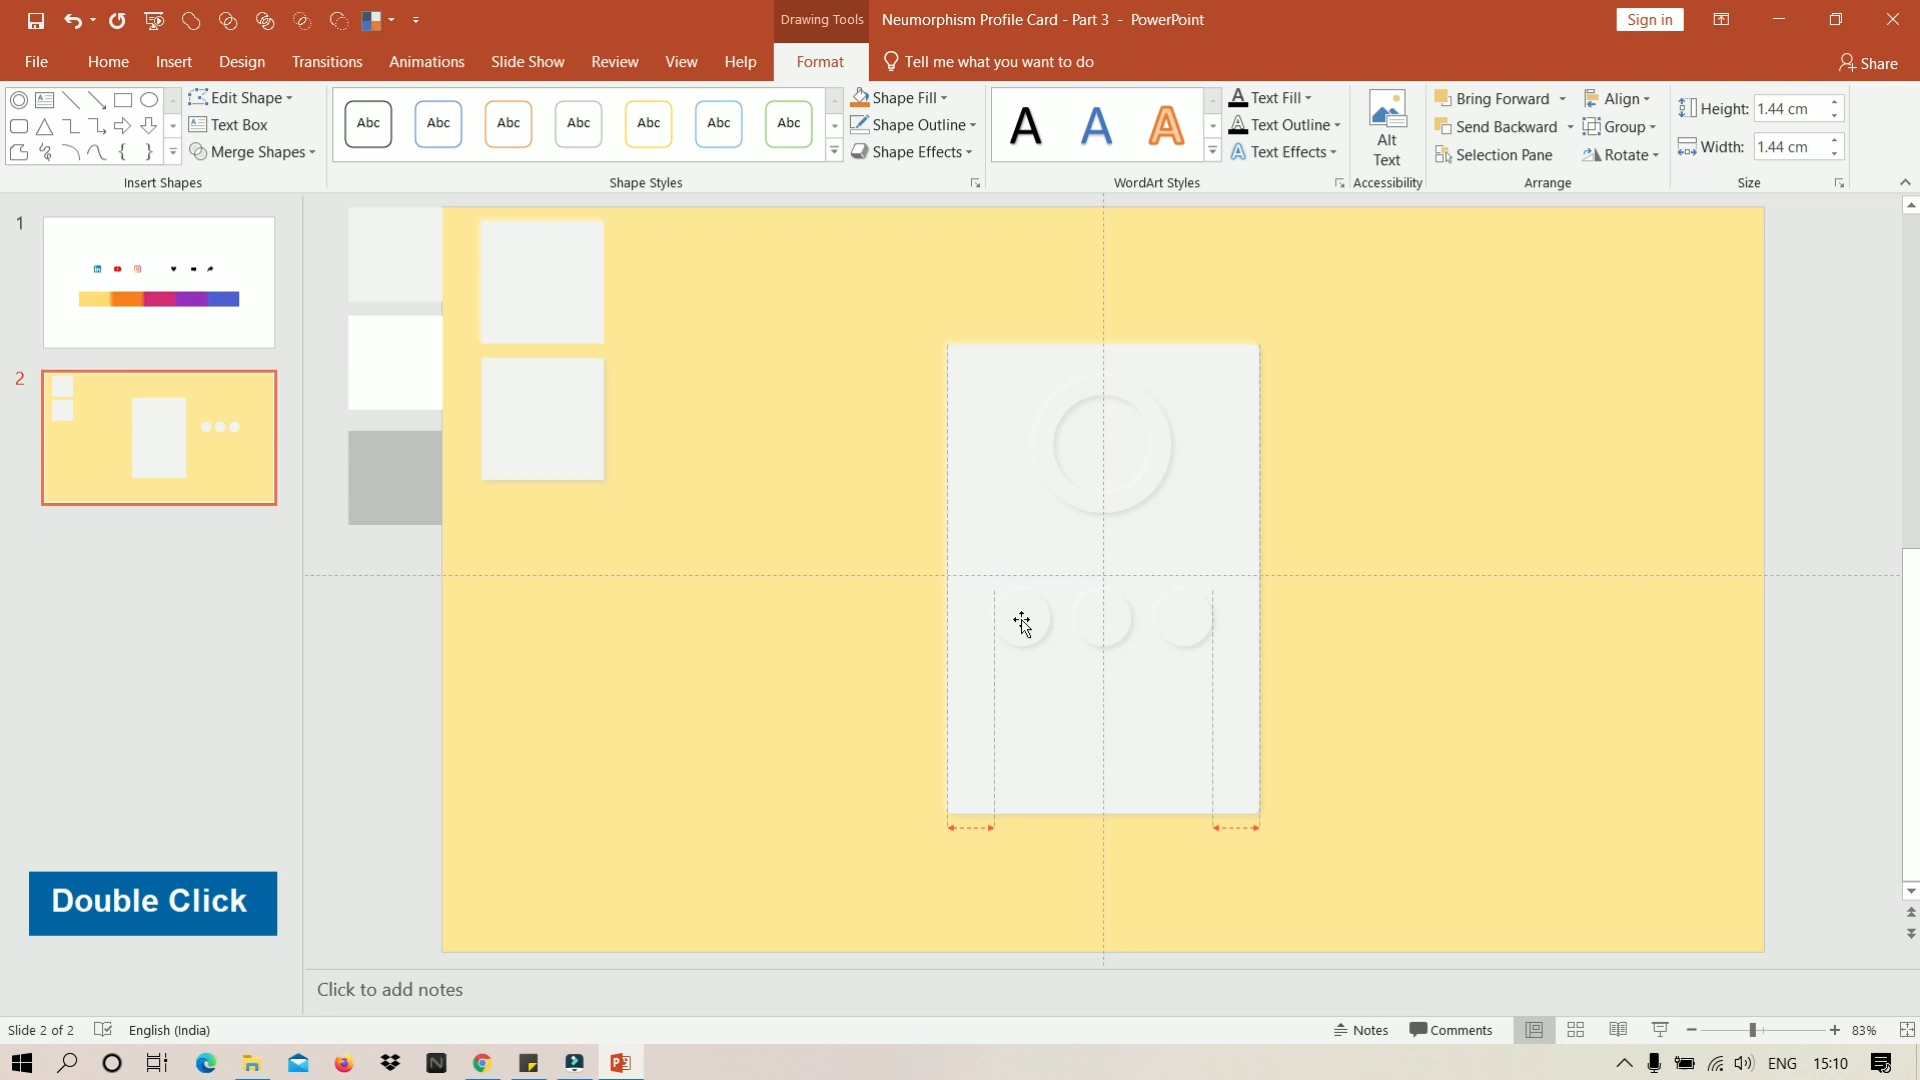 Drawing Tools
Neumorphism Profile Card - Part 3 - PowerPoint
Sign in
File
Home
Insert
Design
Transitions
Animations
Slide Show
Review
View
Help
Format
Tell me what you want to do
Share
Edit Shape
Text Box
Merge Shapes
Insert Shapes
Abc
Abc
Abc
Abc
Abc
Abc
Abc
Shape Fill
Shape Outline
Shape Effects
Shape Styles
A
A
A
Text Fill
Text Outline
Text Effects
WordArt Styles
Alt
Text
Accessibility
Bring Forward
Send Backward
Selection Pane
Align
Group
Rotate
Arrange
Height:
1.44 cm
Width:
1.44 cm
Size
1
2
Double Click
Click to add notes
Slide 2 of 2
English (India)
Notes
Comments
83%
ENG
15:10